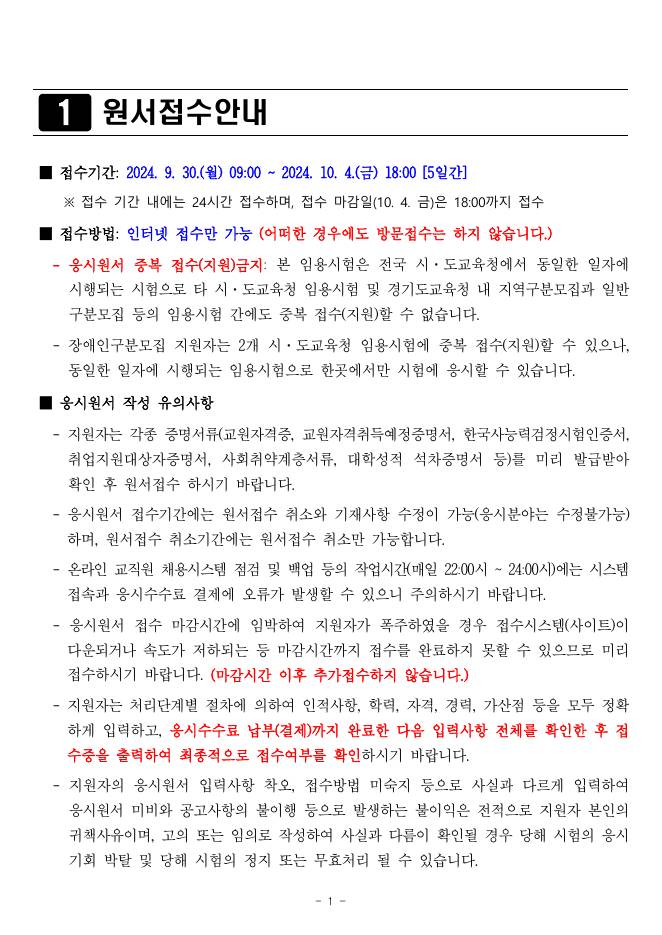 1 원서접수안내
■ 접수기간: 2024. 9. 30.(월) 09:00 ~ 2024. 10. 4.(금) 18:00 [5일간]
※ 접수 기간 내에는 24시간 접수하며, 접수 마감일(10. 4. 금)은 18:00까지 접수
■ 접수방법: 인터넷 접수만 가능 (어떠한 경우에도 방문접수는 하지 않습니다.)
- 응시원서 중복 접수(지원)금지: 본 임용시험은 전국 시・도교육청에서 동일한 일자에
시행되는 시험으로 타 시・도교육청 임용시험 및 경기도교육청 내 지역구분모집과 일반
구분모집 등의 임용시험 간에도 중복 접수(지원)할 수 없습니다.
- 장애인구분모집 지원자는 2개 시・도교육청 임용시험에 중복 접수(지원)할 수 있으나,
동일한 일자에 시행되는 임용시험으로 한곳에서만 시험에 응시할 수 있습니다.
■ 응시원서 작성 유의사항
- 지원자는 각종 증명서류(교원자격증, 교원자격취득예정증명서, 한국사능력검정시험인증서,
취업지원대상자증명서, 사회취약계층서류, 대학성적 석차증명서 등)를 미리 발급받아
확인 후 원서접수 하시기 바랍니다.
- 응시원서 접수기간에는 원서접수 취소와 기재사항 수정이 가능(응시분야는 수정불가능)
하며, 원서접수 취소기간에는 원서접수 취소만 가능합니다.
- 온라인 교직원 채용시스템 점검 및 백업 등의 작업시간(매일 22:00시 ~ 24:00시)에는 시스템
접속과 응시수수료 결제에 오류가 발생할 수 있으니 주의하시기 바랍니다.
- 응시원서 접수 마감시간에 임박하여 지원자가 폭주하였을 경우 접수시스템(사이트)이
다운되거나 속도가 저하되는 등 마감시간까지 접수를 완료하지 못할 수 있으므로 미리
접수하시기 바랍니다. (마감시간 이후 추가접수하지 않습니다.)
- 지원자는 처리단계별 절차에 의하여 인적사항, 학력, 자격, 경력, 가산점 등을 모두 정확
하게 입력하고, 응시수수료 납부(결제)까지 완료한 다음 입력사항 전체를 확인한 후 접
수증을 출력하여 최종적으로 접수여부를 확인하시기 바랍니다.
- 지원자의 응시원서 입력사항 착오, 접수방법 미숙지 등으로 사실과 다르게 입력하여
응시원서 미비와 공고사항의 불이행 등으로 발생하는 불이익은 전적으로 지원자 본인의
귀책사유이며, 고의 또는 임의로 작성하여 사실과 다름이 확인될 경우 당해 시험의 응시
기회 박탈 및 당해 시험의 정지 또는 무효처리 될 수 있습니다.
- 1 -